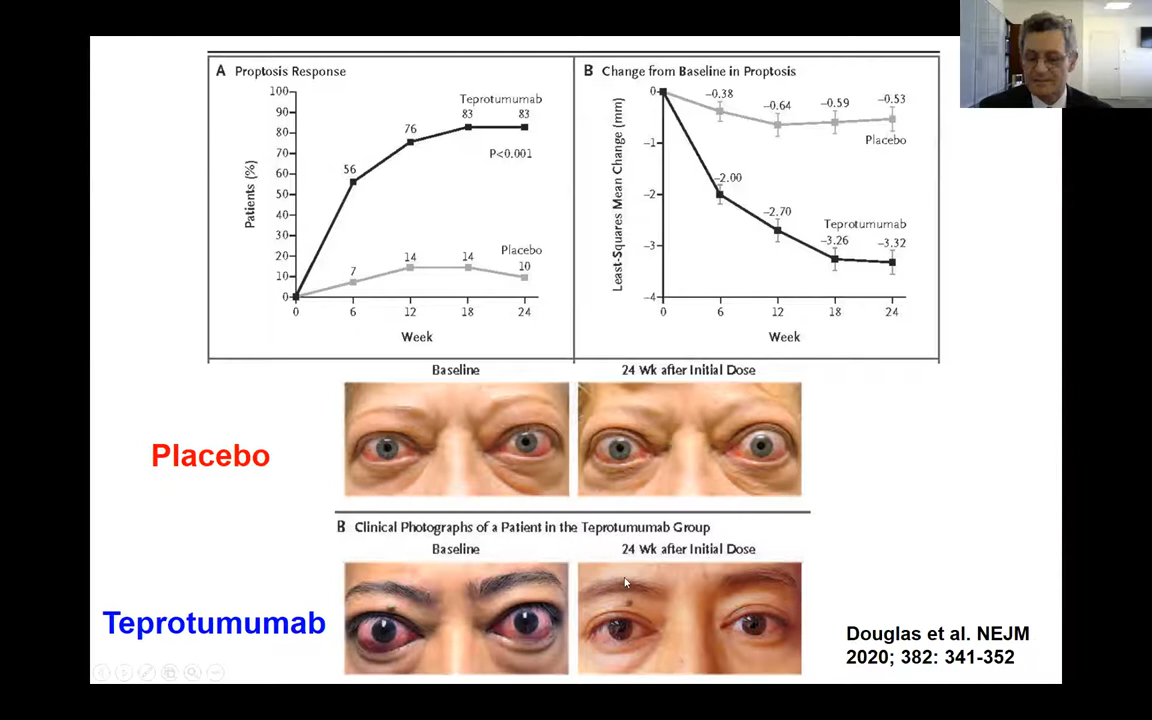 A Proptosis Response
100
90
80
70
60
50
40
30
20
10
0
Patients (%)
Teprotumumab
56
76
83
83
P<0.001
Placebo
7
14
14
10
0 6 12 18 24
Week
B Change from Baseline in Proptosis
0
−1
−2
−3
−4
Least-Squares Mean Change (mm)
−0.38
−0.64
−0.59
−0.53
Placebo
−2.00
−2.70
Teprotumumab
−3.26
−3.32
0 6 12 18 24
Week
Baseline 24 Wk after Initial Dose
Placebo
B Clinical Photographs of a Patient in the Teprotumumab Group
Baseline 24 Wk after Initial Dose
Teprotumumab
Douglas et al. NEJM
2020; 382: 341-352